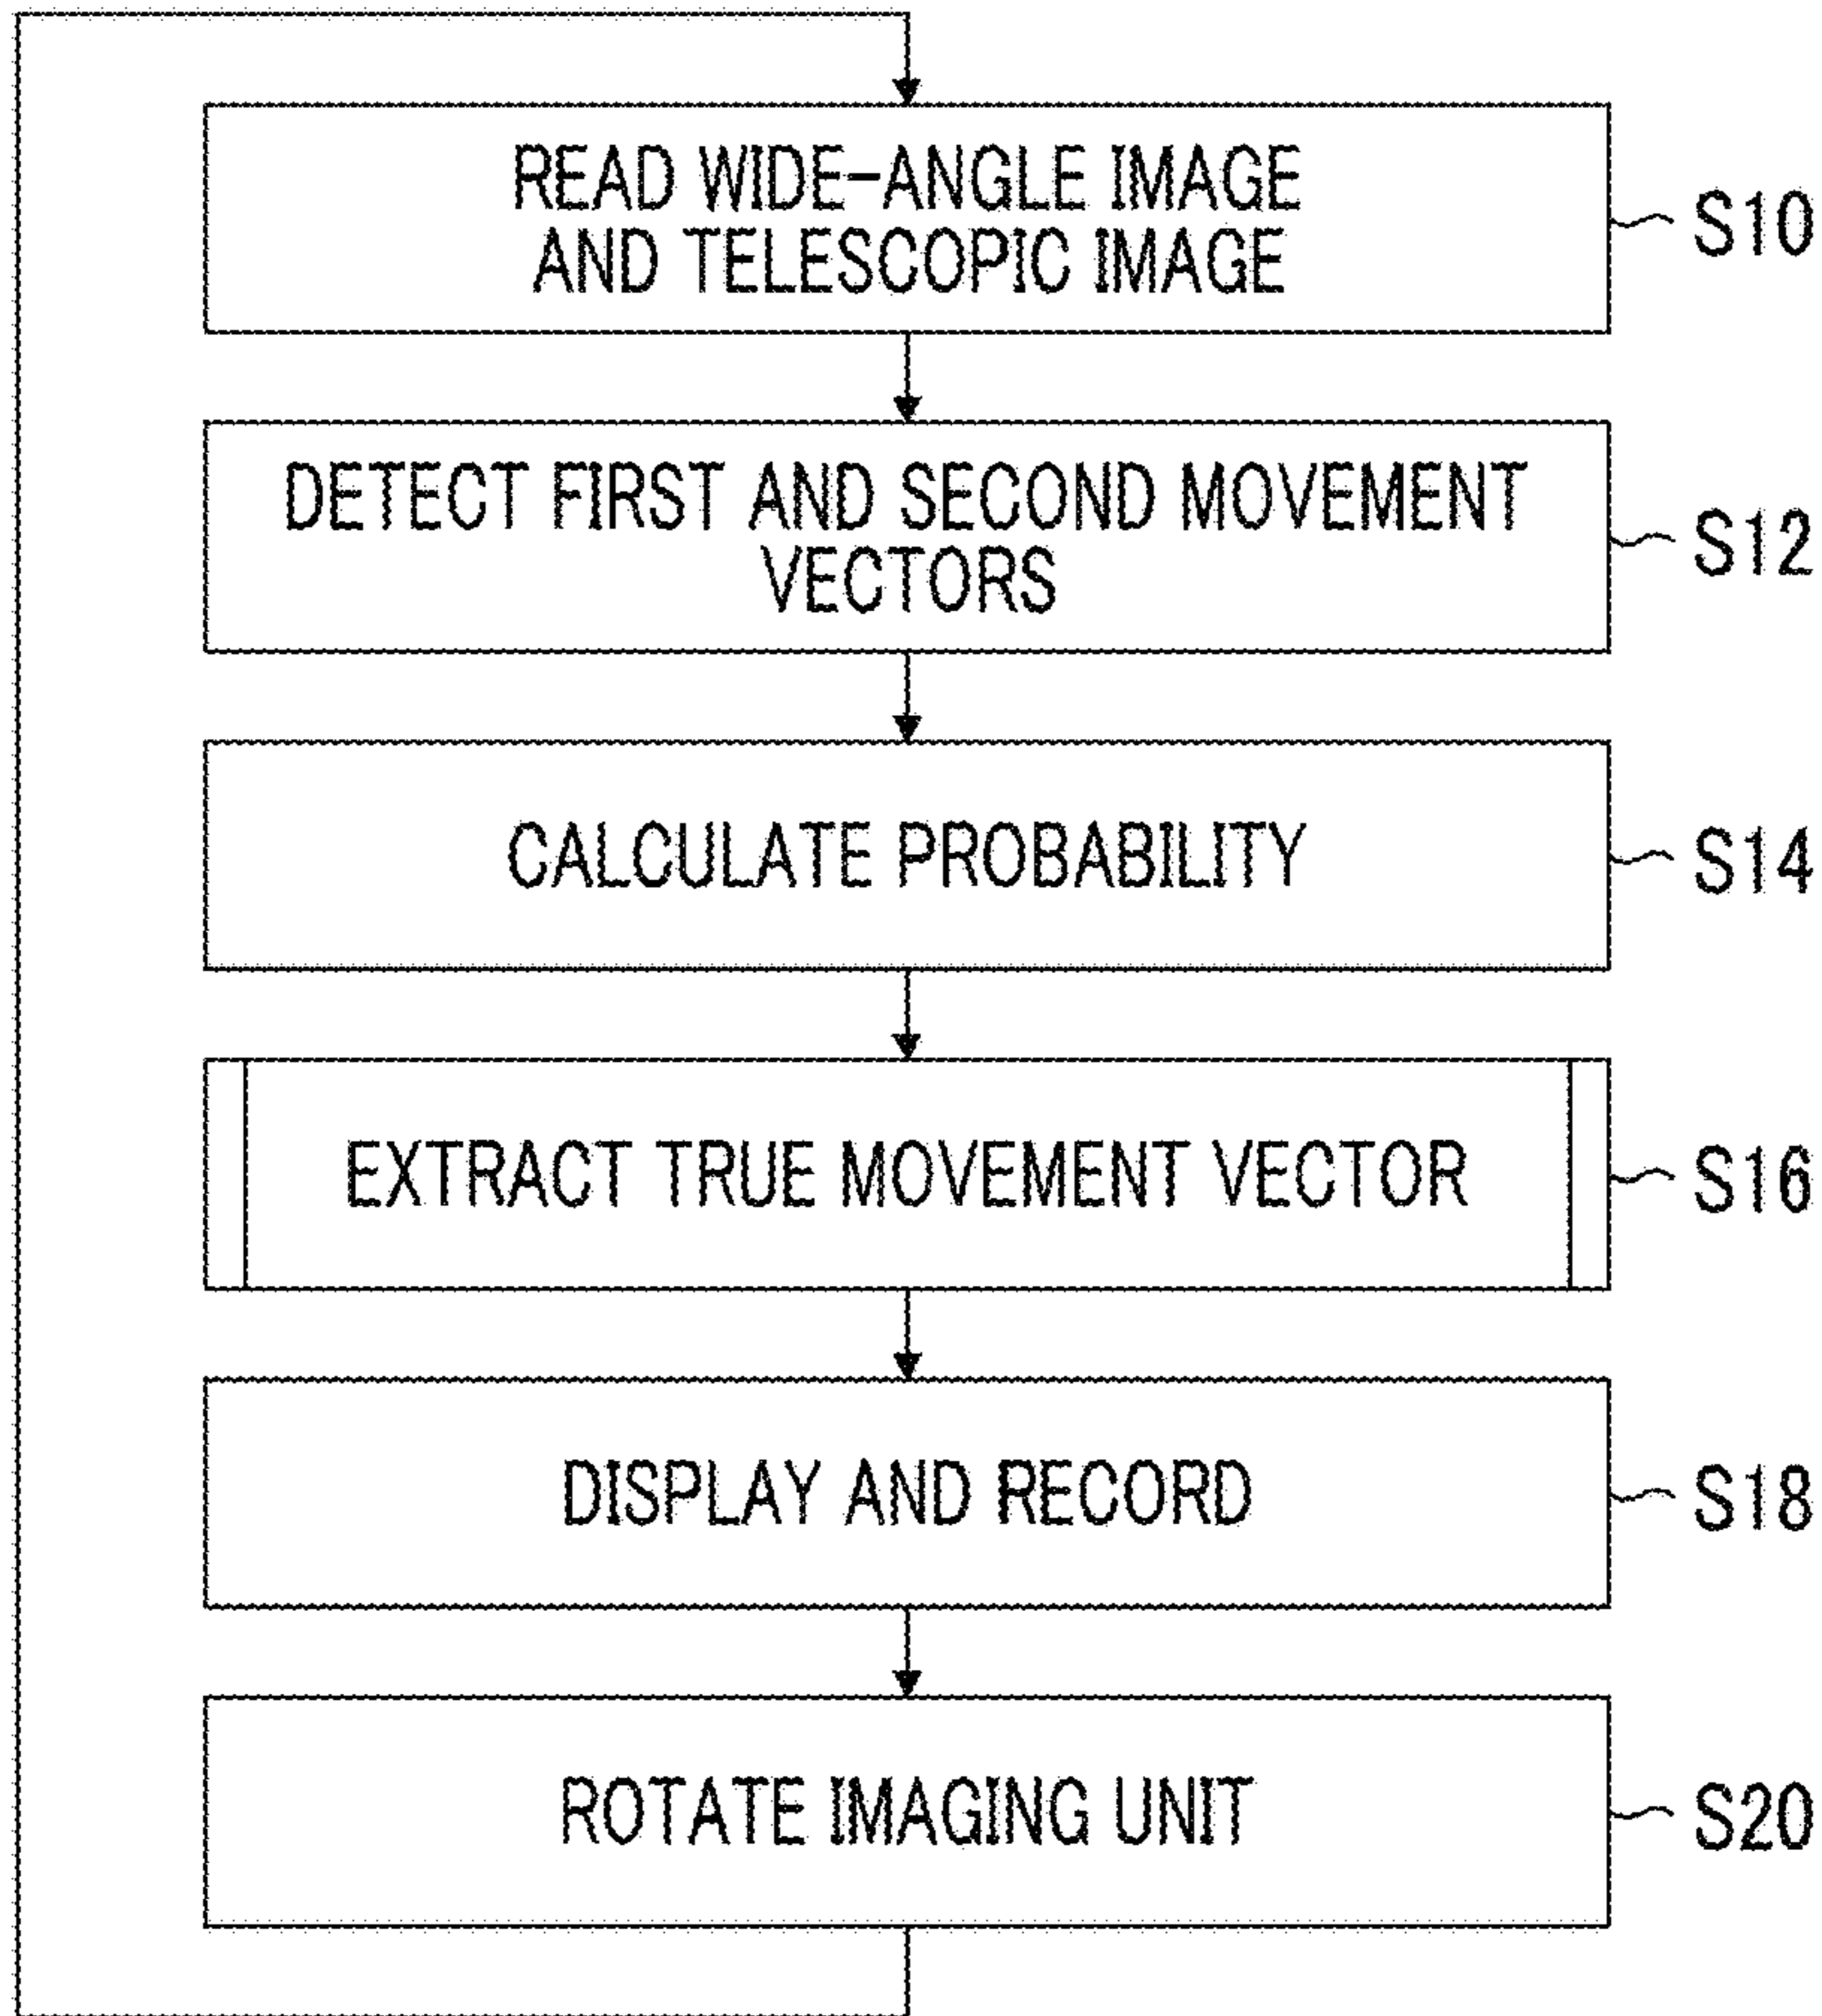 READ WIDE-ANGLE IMAGE
AND TELESCOPIC IMAGE
S10
DETECT FIRST AND SECOND MOVEMENT
VECTORS
S12
CALCULATE PROBABILITY
S14
EXTRACT TRUE MOVEMENT VECTOR
S16
DISPLAY AND RECORD
S18
ROTATE IMAGING UNIT
S20